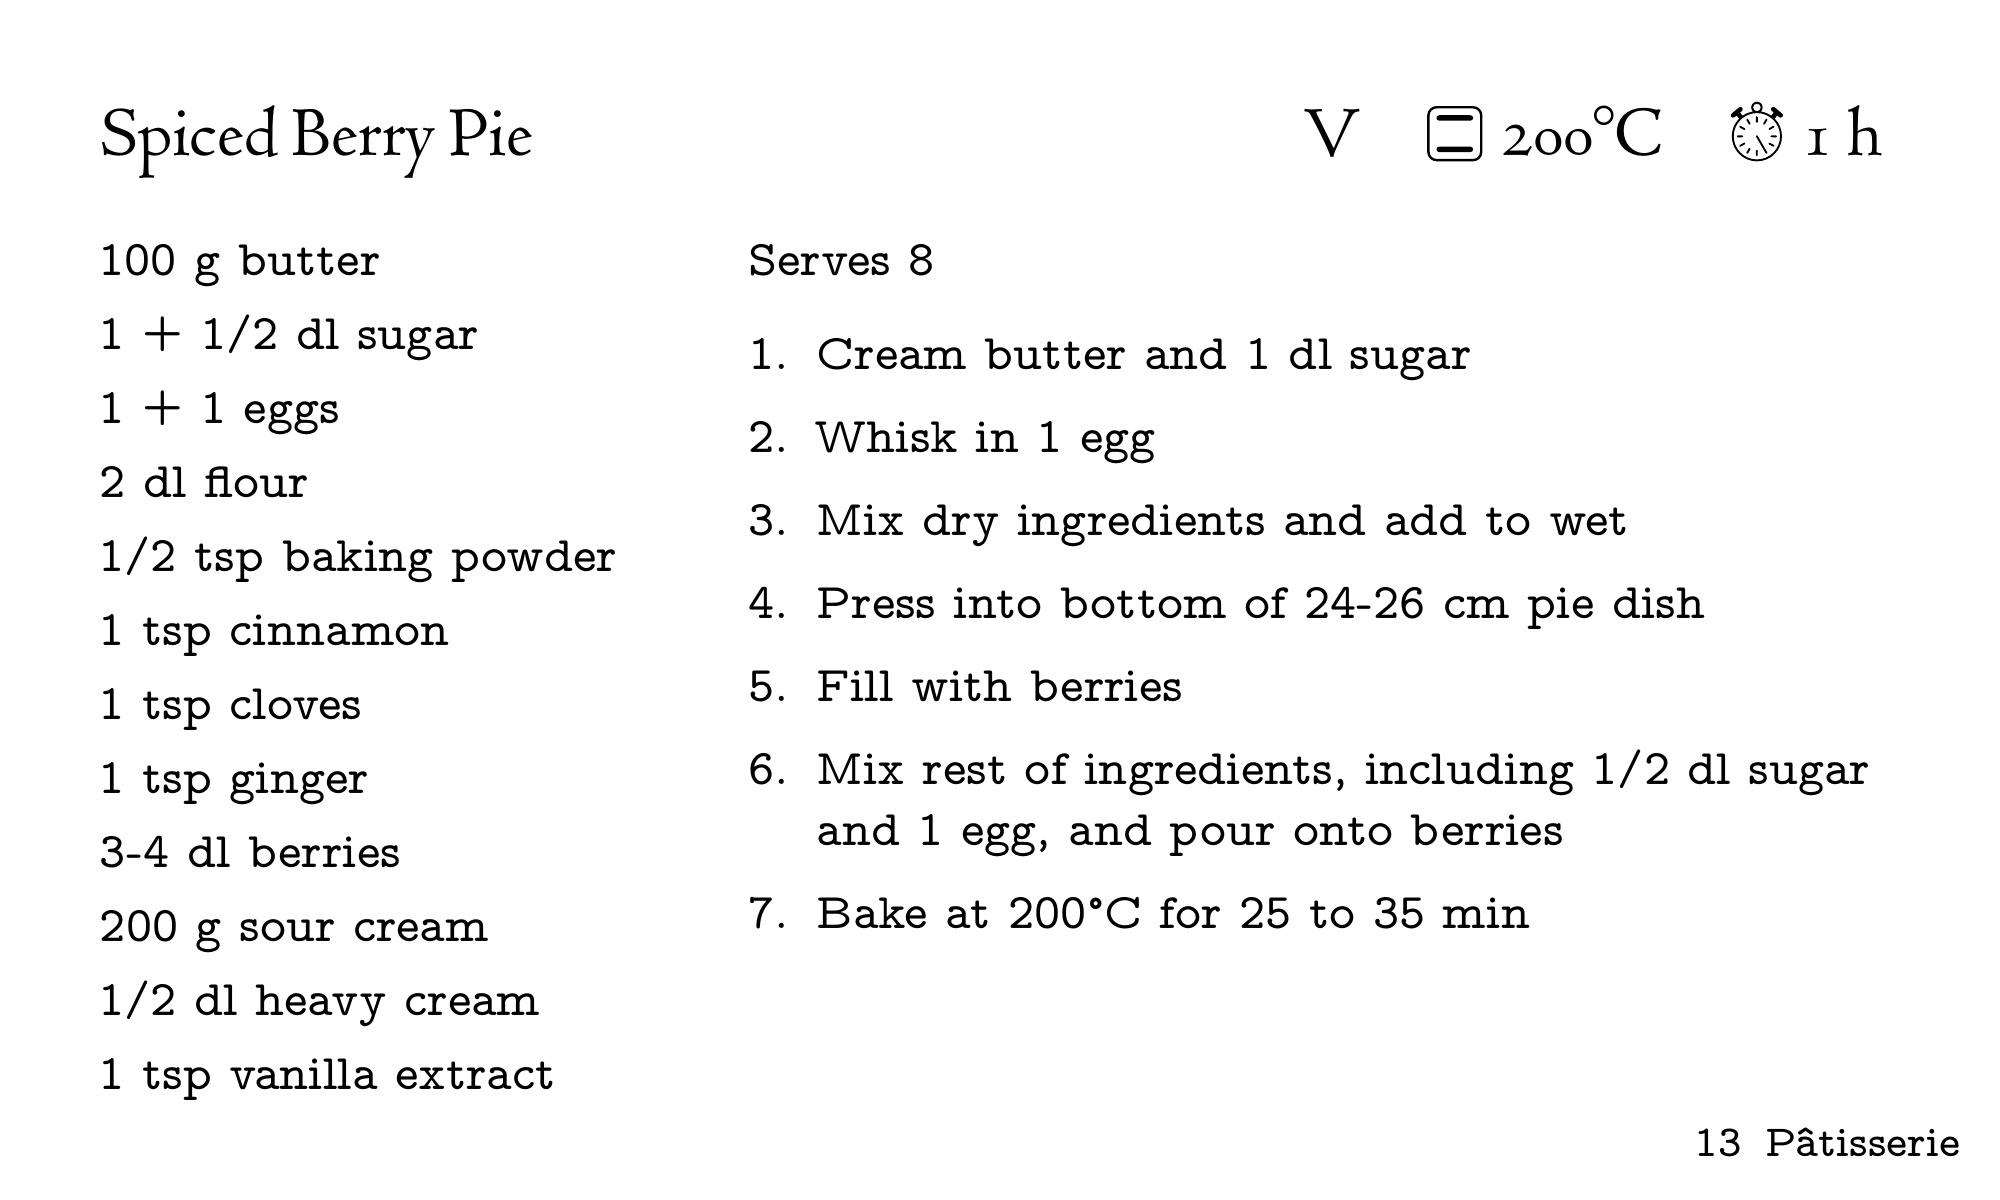 Spiced Berry Pie
V 200°C 1 h
100 g butter
1 + 1/2 dl sugar
1 + 1 eggs
2 dl flour
1/2 tsp baking powder
1 tsp cinnamon
1 tsp cloves
1 tsp ginger
3-4 dl berries
200 g sour cream
1/2 dl heavy cream
1 tsp vanilla extract
Serves 8
1. Cream butter and 1 dl sugar
2. Whisk in 1 egg
3. Mix dry ingredients and add to wet
4. Press into bottom of 24-26 cm pie dish
5. Fill with berries
6. Mix rest of ingredients, including 1/2 dl sugar
and 1 egg, and pour onto berries
7. Bake at 200°C for 25 to 35 min
13 Pâtisserie